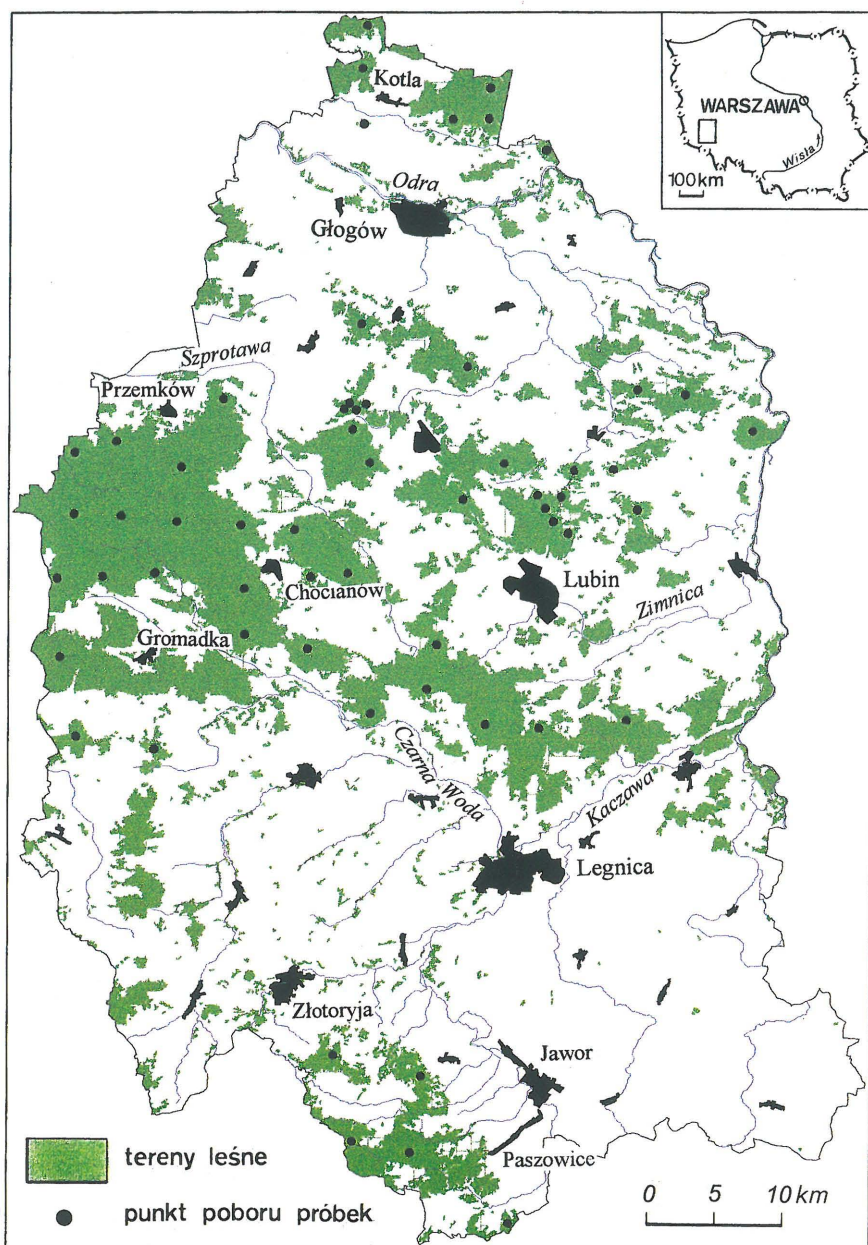 Kotla
WARSZAWA
Wisła
100km
Odra
Głogów
Szprotawa
Przemków
Chocianów
Lubin
Zimnica
Gromadka
Czarna Woda
Kaczawa
Legnica
Złotoryja
Jawor
Paszowice
tereny leśne
punkt poboru próbek
0 5 10 km